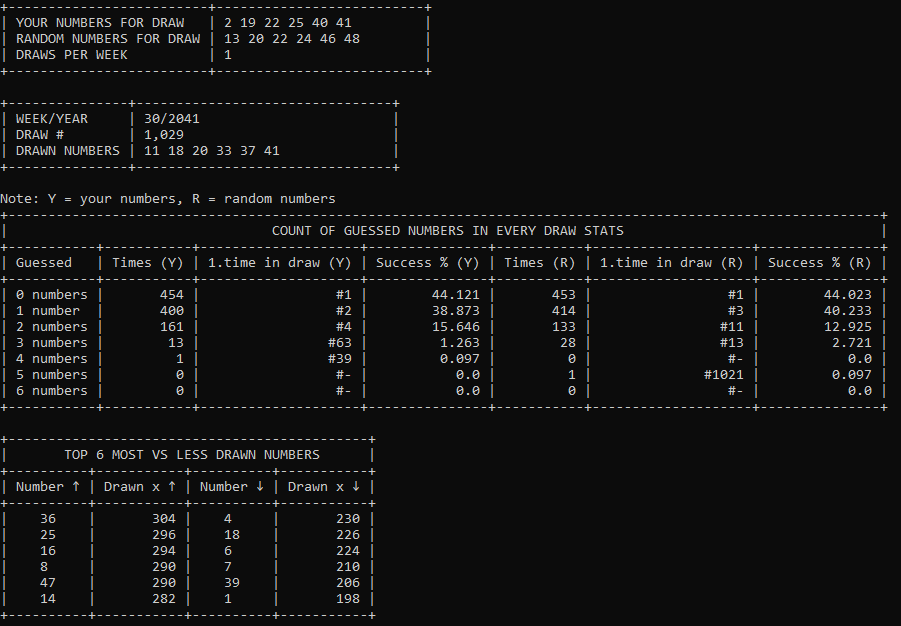 YOUR NUMBERS FOR DRAW | 2 19 22 25 40 41
RANDOM NUMBERS FOR DRAW | 13 20 22 24 46 48
DRAWS PER WEEK | 1
WEEK/YEAR | 30/2041
DRAW # | 1,029
DRAWN NUMBERS | 11 18 20 33 37 41
Note: Y = your numbers, R = random numbers
COUNT OF GUESSED NUMBERS IN EVERY DRAW STATS
Guessed | Times (Y) | 1.time in draw (Y) | Success % (Y) | Times (R) | 1.time in draw (R) | Success % (R)
0 numbers | 454 | #1 | 44.121 | 453 | #1 | 44.023
1 number | 400 | #2 | 38.873 | 414 | #3 | 40.233
2 numbers | 161 | #4 | 15.646 | 133 | #11 | 12.925
3 numbers | 13 | #63 | 1.263 | 28 | #13 | 2.721
4 numbers | 1 | #39 | 0.097 | 0 | #- | 0.0
5 numbers | 0 | #- | 0.0 | 1 | #1021 | 0.097
6 numbers | 0 | #- | 0.0 | 0 | #- | 0.0
TOP 6 MOST VS LESS DRAWN NUMBERS
Number ↑ | Drawn x ↑ | Number ↓ | Drawn x ↓
36 | 304 | 4 | 230
25 | 296 | 18 | 226
16 | 294 | 6 | 224
8 | 290 | 7 | 210
47 | 290 | 39 | 206
14 | 282 | 1 | 198